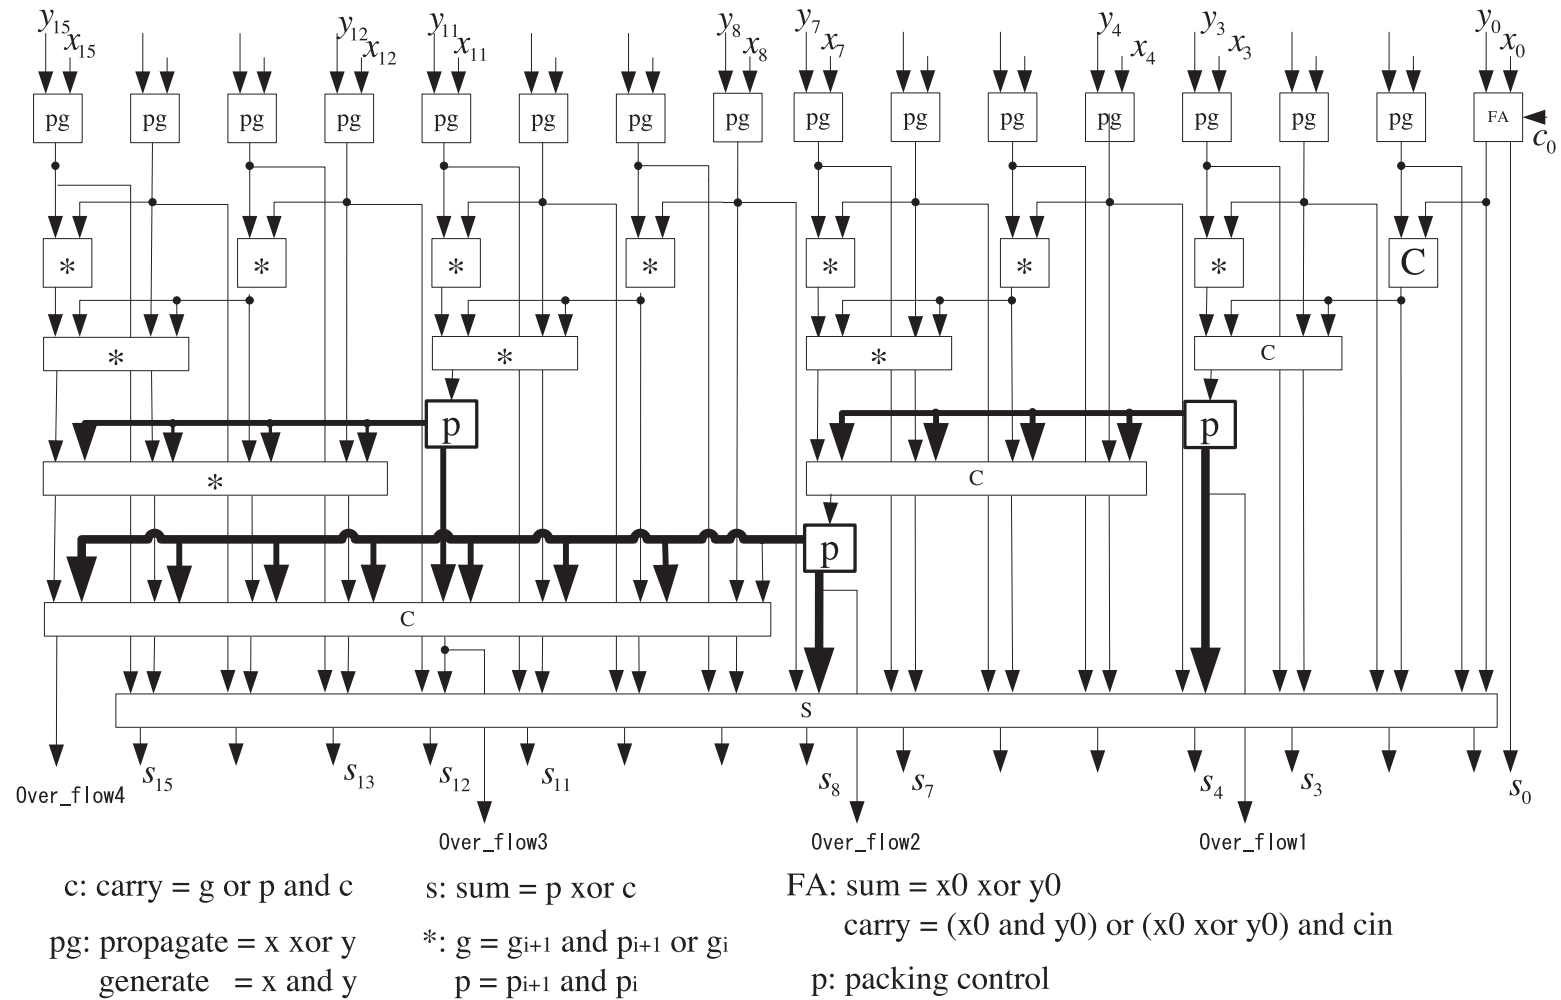 y15 x15 y12 x12 y11 x11 y8 x8 y7 x7 y4 x4 y3 x3 y0 x0
pg pg pg pg pg pg pg pg pg pg pg pg pg pg pg FA
c0
* * * * * * * C
* * * C
p p
* C
p
C
S
s15 s13 s12 s11 s8 s7 s4 s3 s0
Over_flow4
Over_flow3 Over_flow2 Over_flow1
c: carry = g or p and c
s: sum = p xor c
FA: sum = x0 xor y0
carry = (x0 and y0) or (x0 xor y0) and cin
pg: propagate = x xor y
generate = x and y
*: g = gi+1 and pi+1 or gi
p = pi+1 and pi
p: packing control